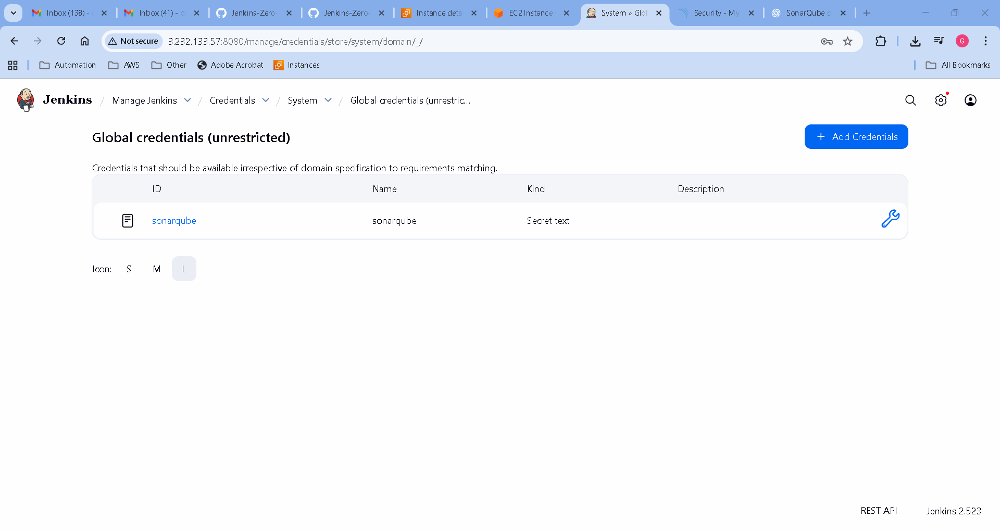 Inbox (138) -
Inbox (41) - b
Jenkins-Zero-
Jenkins-Zero-
Instance deta
EC2 Instance
System » Glo
Security - My
SonarQube d
Not secure
3.232.133.57:8080/manage/credentials/store/system/domain/_/
G
Automation
AWS
Other
Adobe Acrobat
Instances
All Bookmarks
Jenkins / Manage Jenkins / Credentials / System / Global credentials (unrestric...
Global credentials (unrestricted)
+ Add Credentials
Credentials that should be available irrespective of domain specification to requirements matching.
ID Name Kind Description
sonarqube sonarqube Secret text
Icon: S M L
REST API Jenkins 2.523